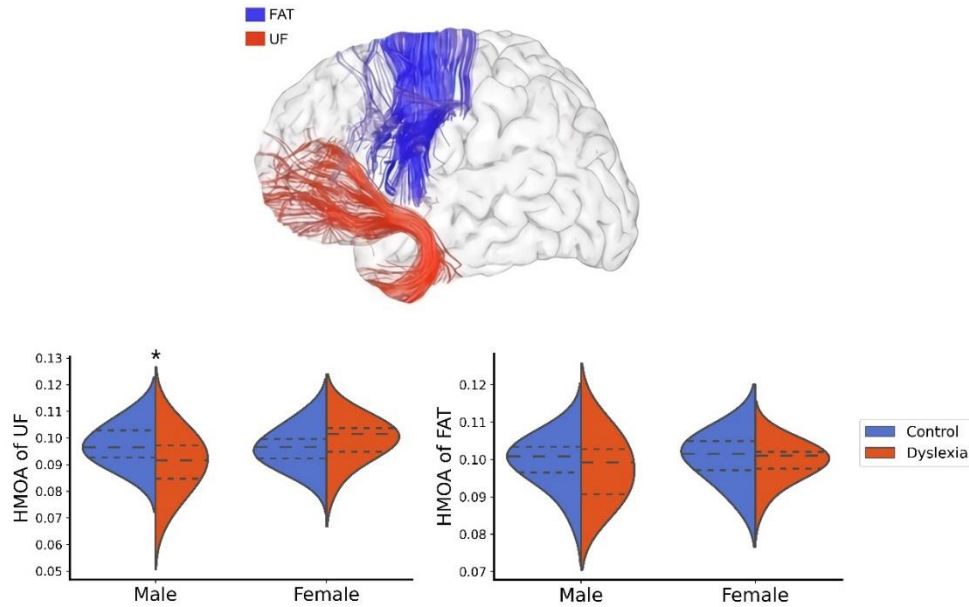 FAT
UF
*
0.13
0.12
0.11
0.10
0.09
0.08
0.07
0.06
0.05
HMOA of UF
Male Female
0.12
0.11
0.10
0.09
0.08
0.07
HMOA of FAT
Male Female
Control
Dyslexia